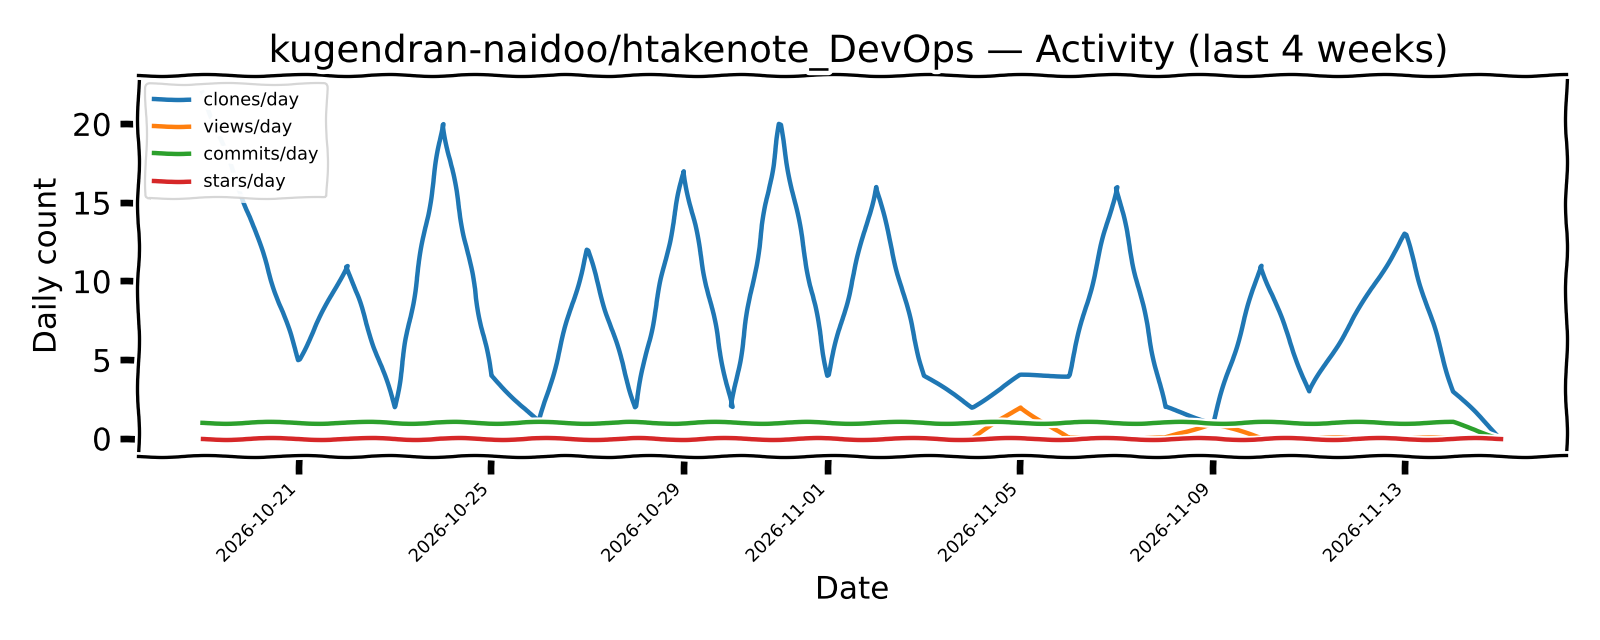 kugendran-naidoo/htakenote_DevOps — Activity (last 4 weeks)
clones/day
views/day
commits/day
stars/day
Daily count
20
15
10
5
0
2026-10-21
2026-10-25
2026-10-29
2026-11-01
2026-11-05
2026-11-09
2026-11-13
Date